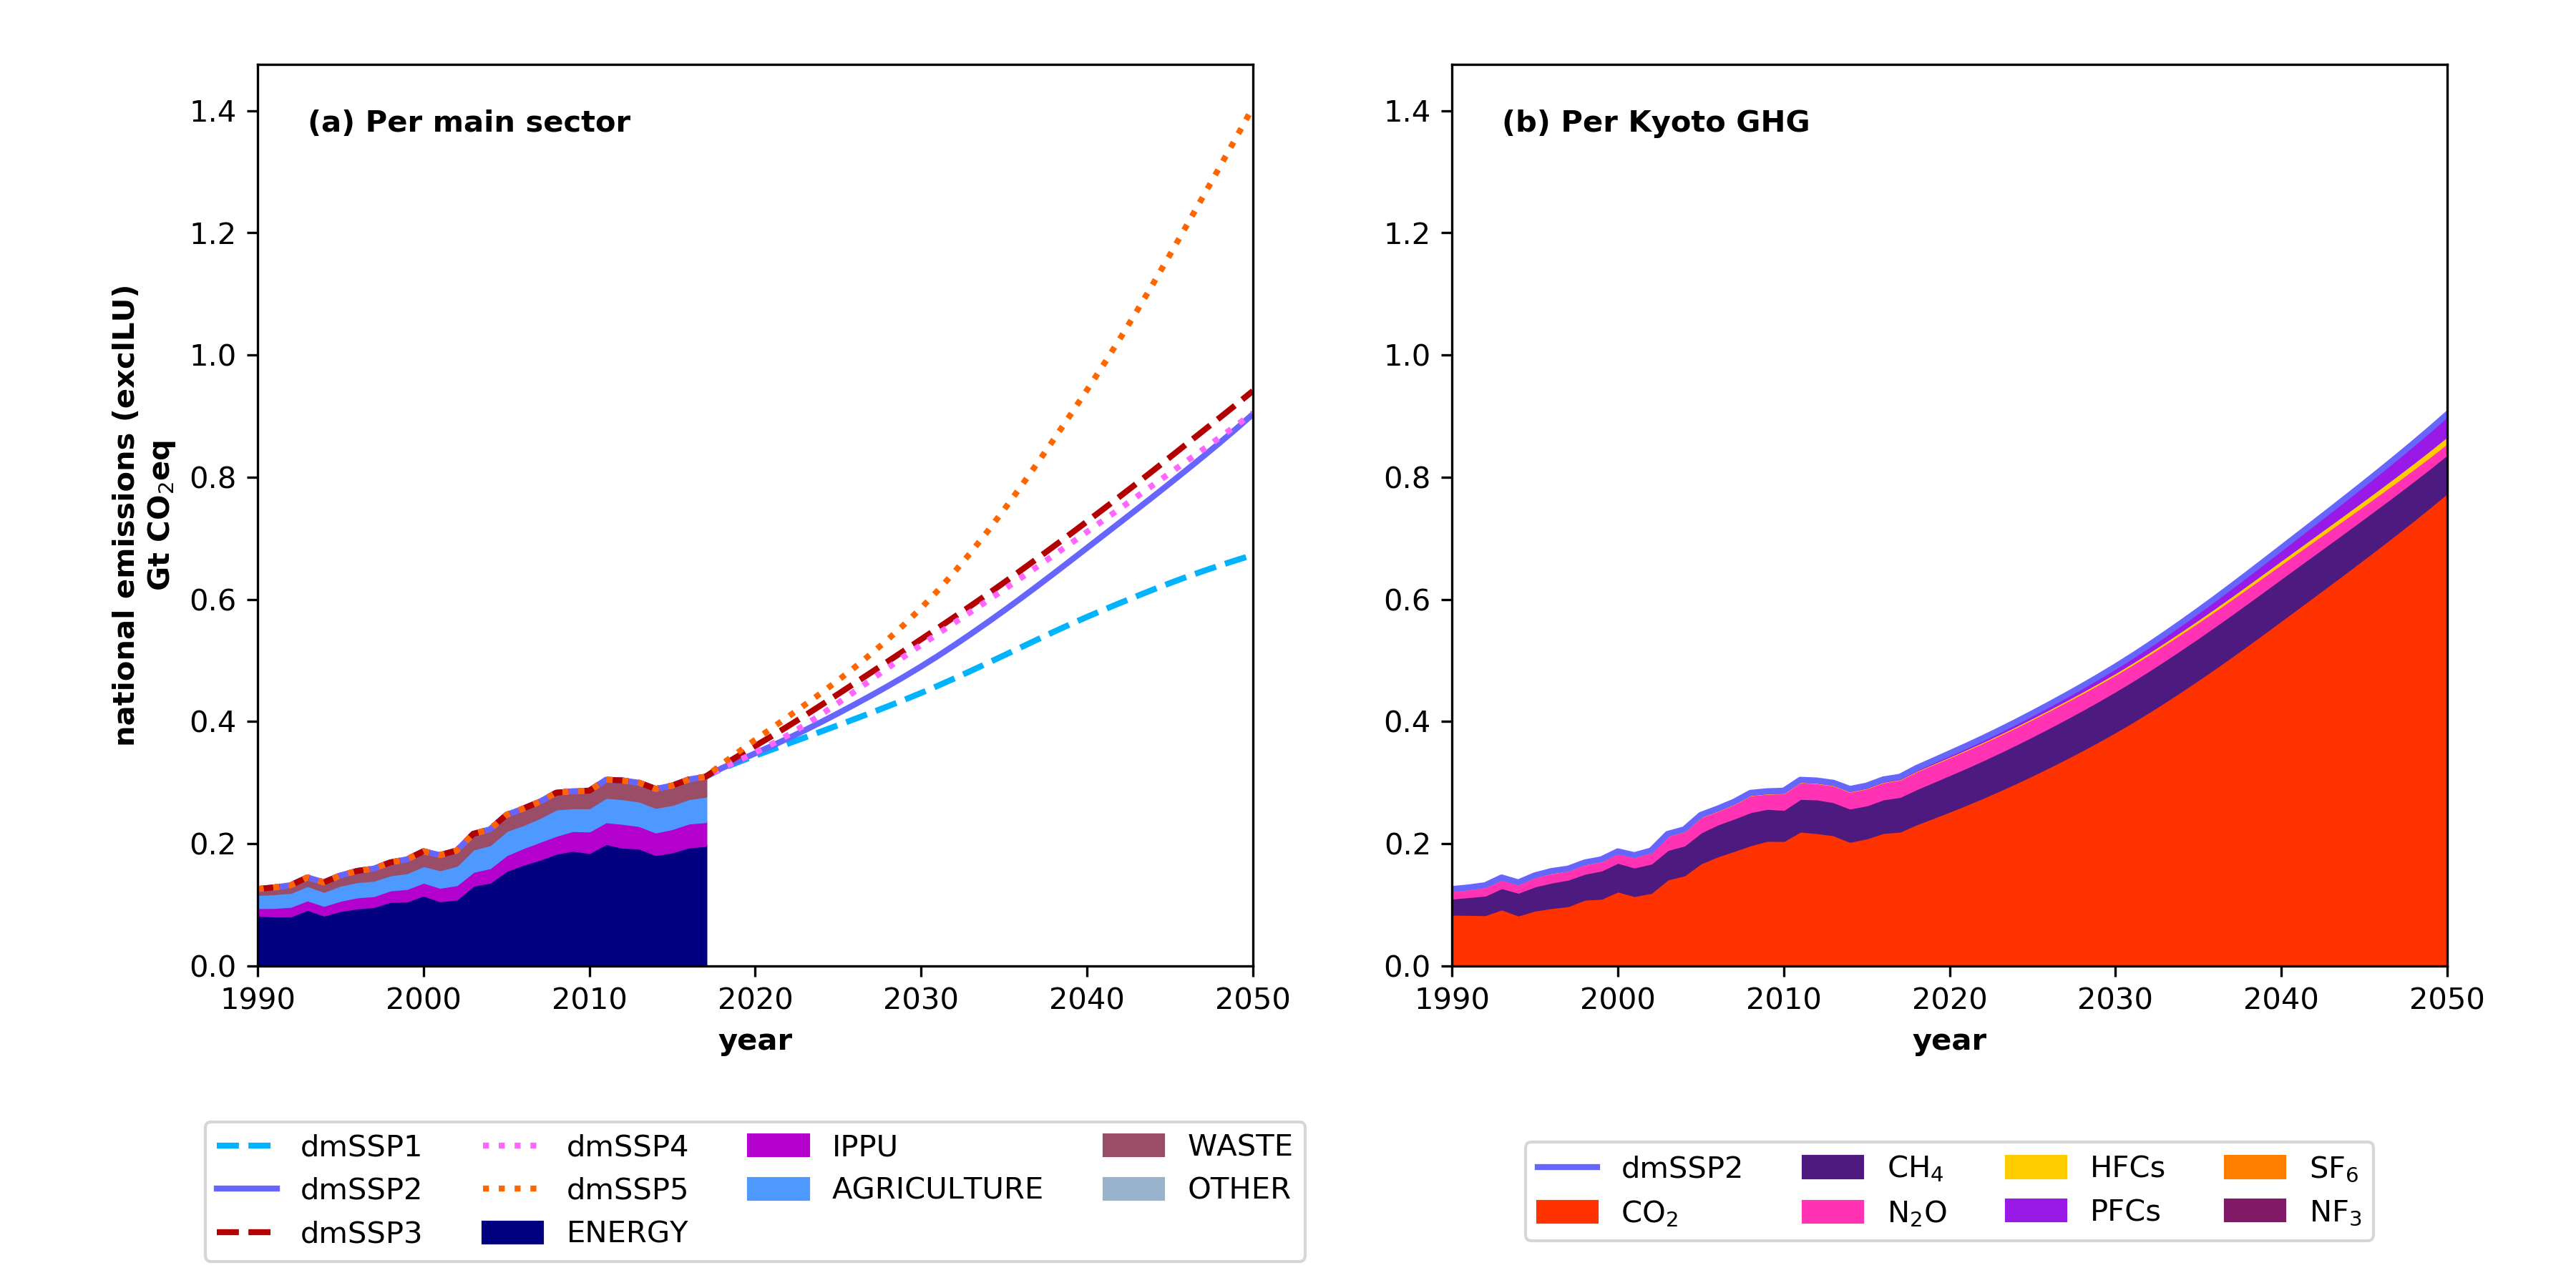 (a) Per main sector
(b) Per Kyoto GHG
national emissions (exclLU)
Gt CO₂eq
1.4
1.2
1.0
0.8
0.6
0.4
0.2
0.0
1990 2000 2010 2020 2030 2040 2050
year
1.4
1.2
1.0
0.8
0.6
0.4
0.2
0.0
1990 2000 2010 2020 2030 2040 2050
year
dmSSP1 dmSSP4 IPPU WASTE
dmSSP2 dmSSP5 AGRICULTURE OTHER
dmSSP3 ENERGY
dmSSP2 CH₄ HFCs SF₆
CO₂ N₂O PFCs NF₃